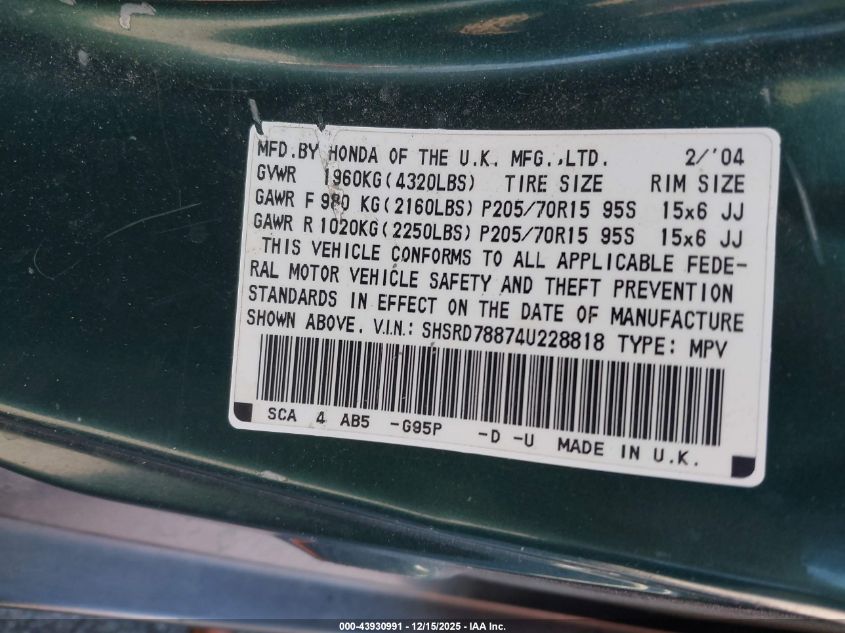 MFD.BY HONDA OF THE U.K. MFG.,LTD. 2/'04
GVWR 1960KG(4320LBS) TIRE SIZE RIM SIZE
GAWR F 980 KG(2160LBS) P205/70R15 95S 15x6 JJ
GAWR R 1020KG(2250LBS) P205/70R15 95S 15x6 JJ
THIS VEHICLE CONFORMS TO ALL APPLICABLE FEDE-
RAL MOTOR VEHICLE SAFETY AND THEFT PREVENTION
STANDARDS IN EFFECT ON THE DATE OF MANUFACTURE
SHOWN ABOVE. V.I.N: SHSRD78874U228818 TYPE: MPV
SCA 4 AB5 -G95P -D -U MADE IN U.K.
000-43930991 - 12/15/2025 - IAA Inc.